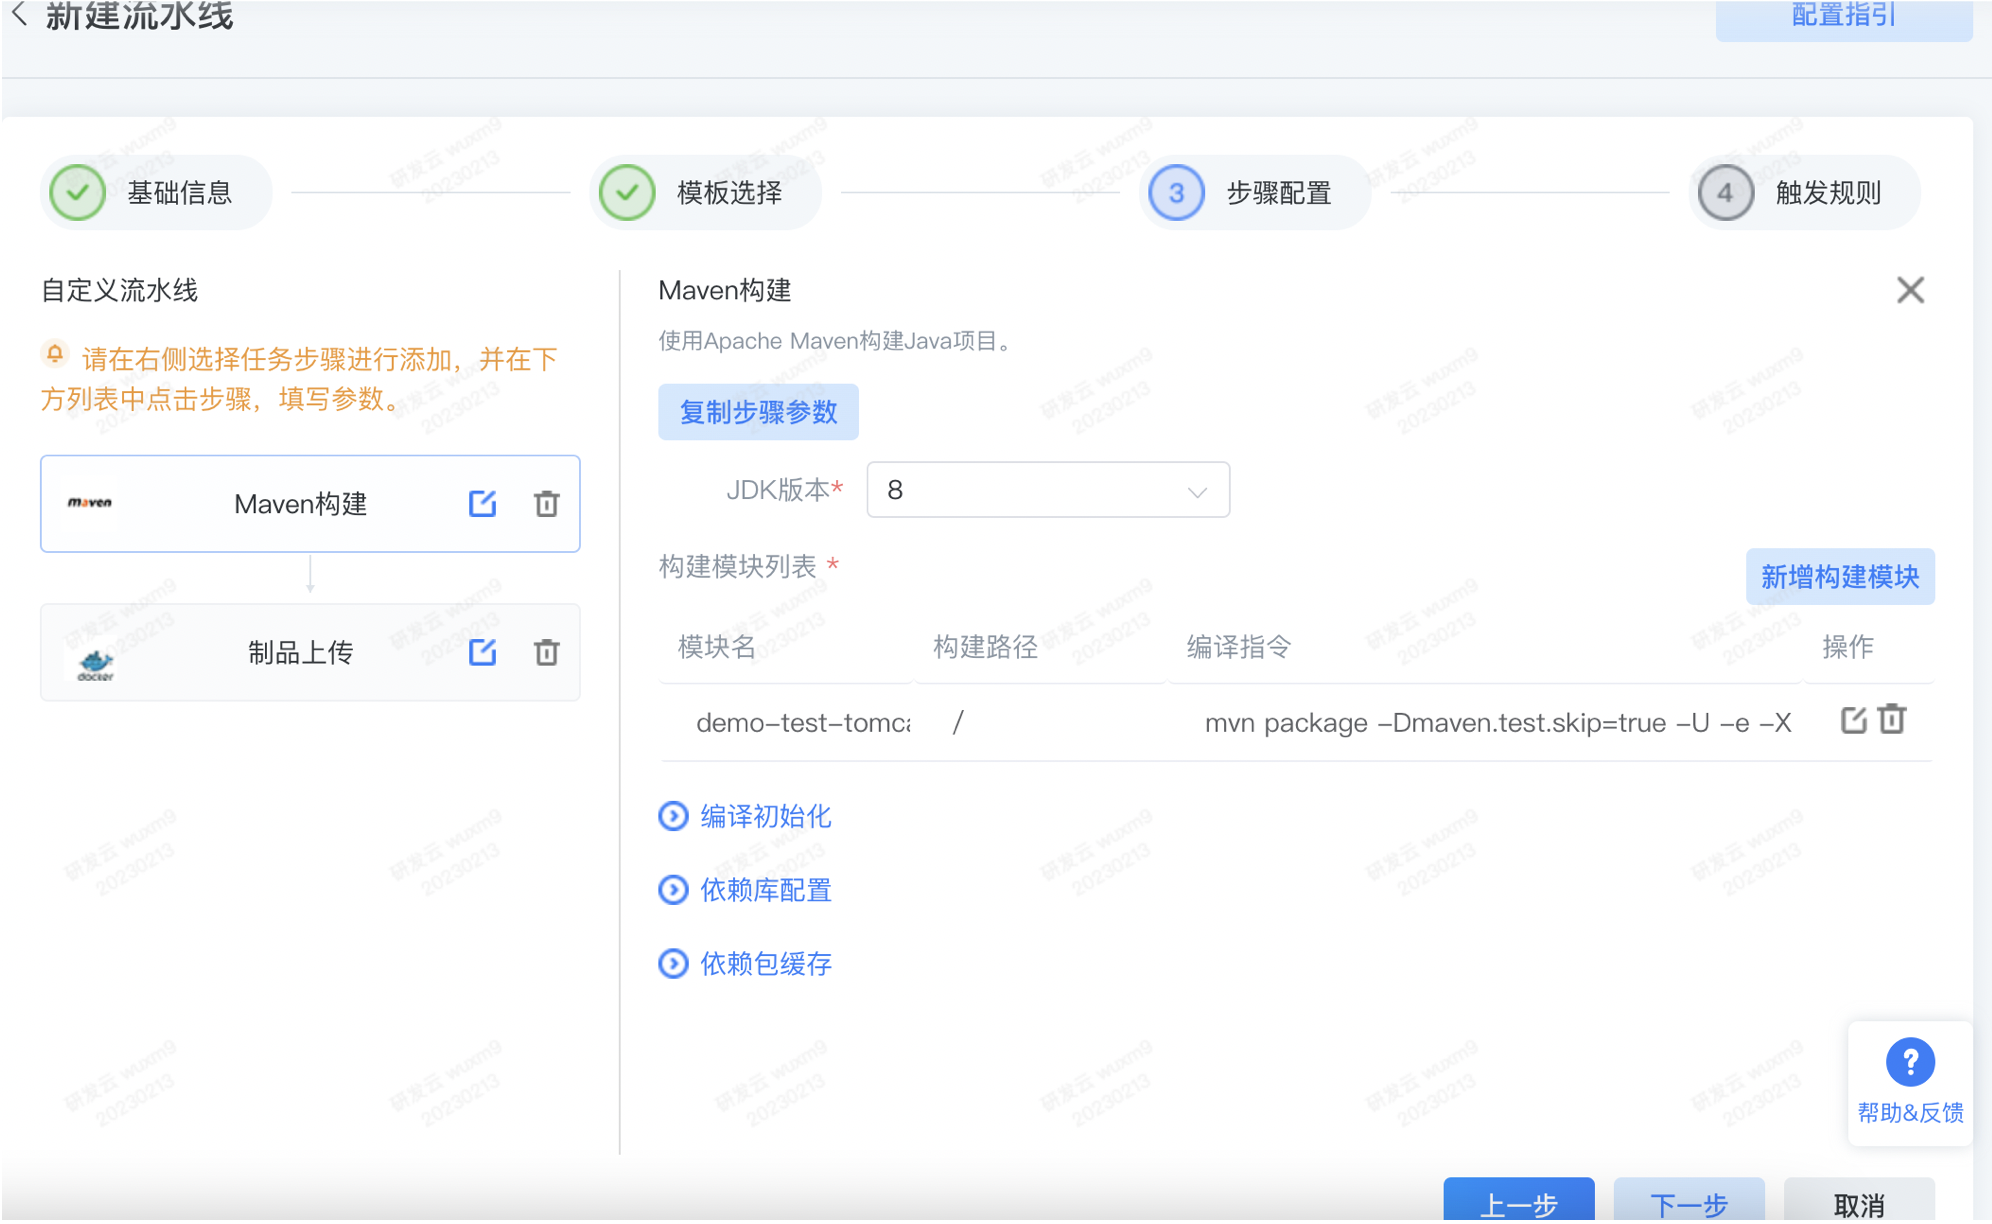 新建流水线
配置指引
基础信息
模板选择
3 步骤配置
4 触发规则
自定义流水线
请在右侧选择任务步骤进行添加，并在下
方列表中点击步骤，填写参数。
maven Maven构建
docker 制品上传
Maven构建
使用Apache Maven构建Java项目。
复制步骤参数
JDK版本* 8
构建模块列表 *
新增构建模块
模块名 构建路径 编译指令 操作
demo-test-tomca / mvn package -Dmaven.test.skip=true -U -e -X
编译初始化
依赖库配置
依赖包缓存
?
帮助&反馈
上一步 下一步 取消
研发云 wuxm9
20230213